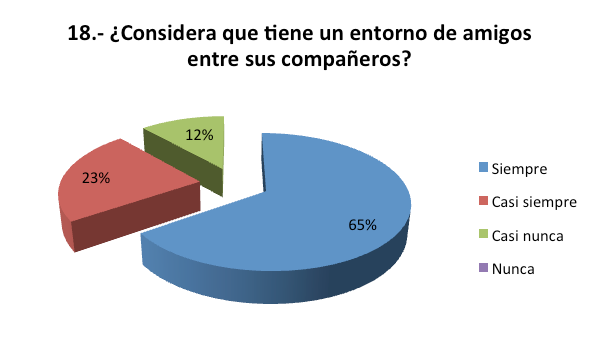 18.- ¿Considera que tiene un entorno de amigos
entre sus compañeros?
12%
23%
65%
Siempre
Casi siempre
Casi nunca
Nunca